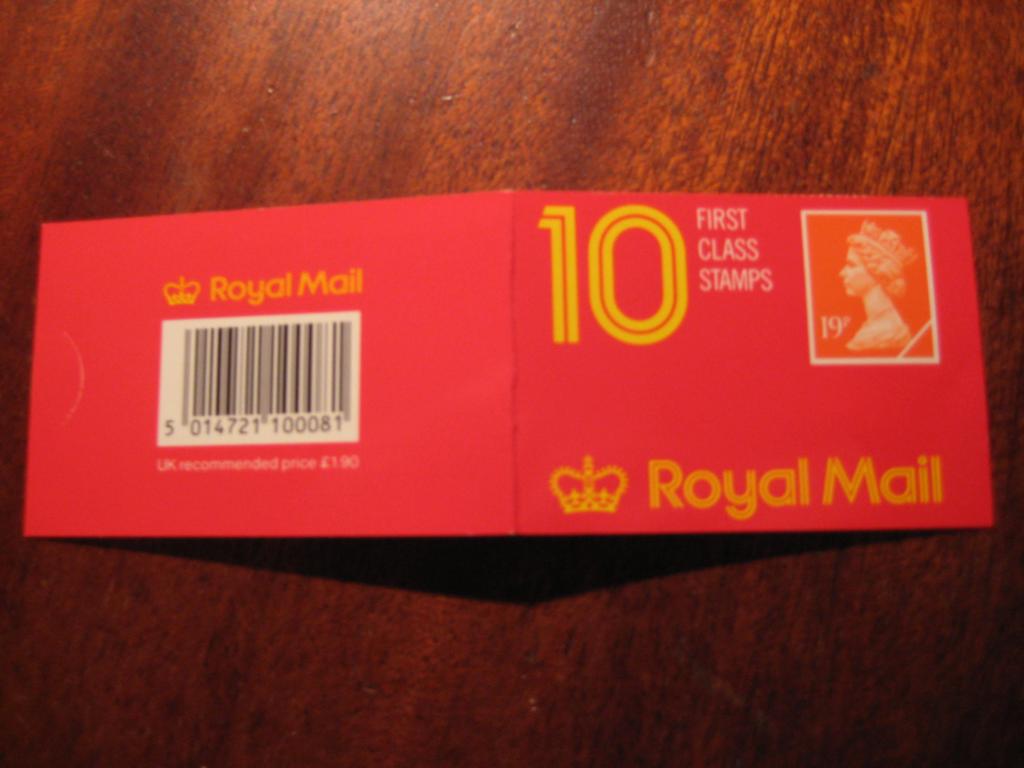 Royal Mail
5 014721 100081
UK recommended price £1.90
10
FIRST
CLASS
STAMPS
19P
Royal Mail